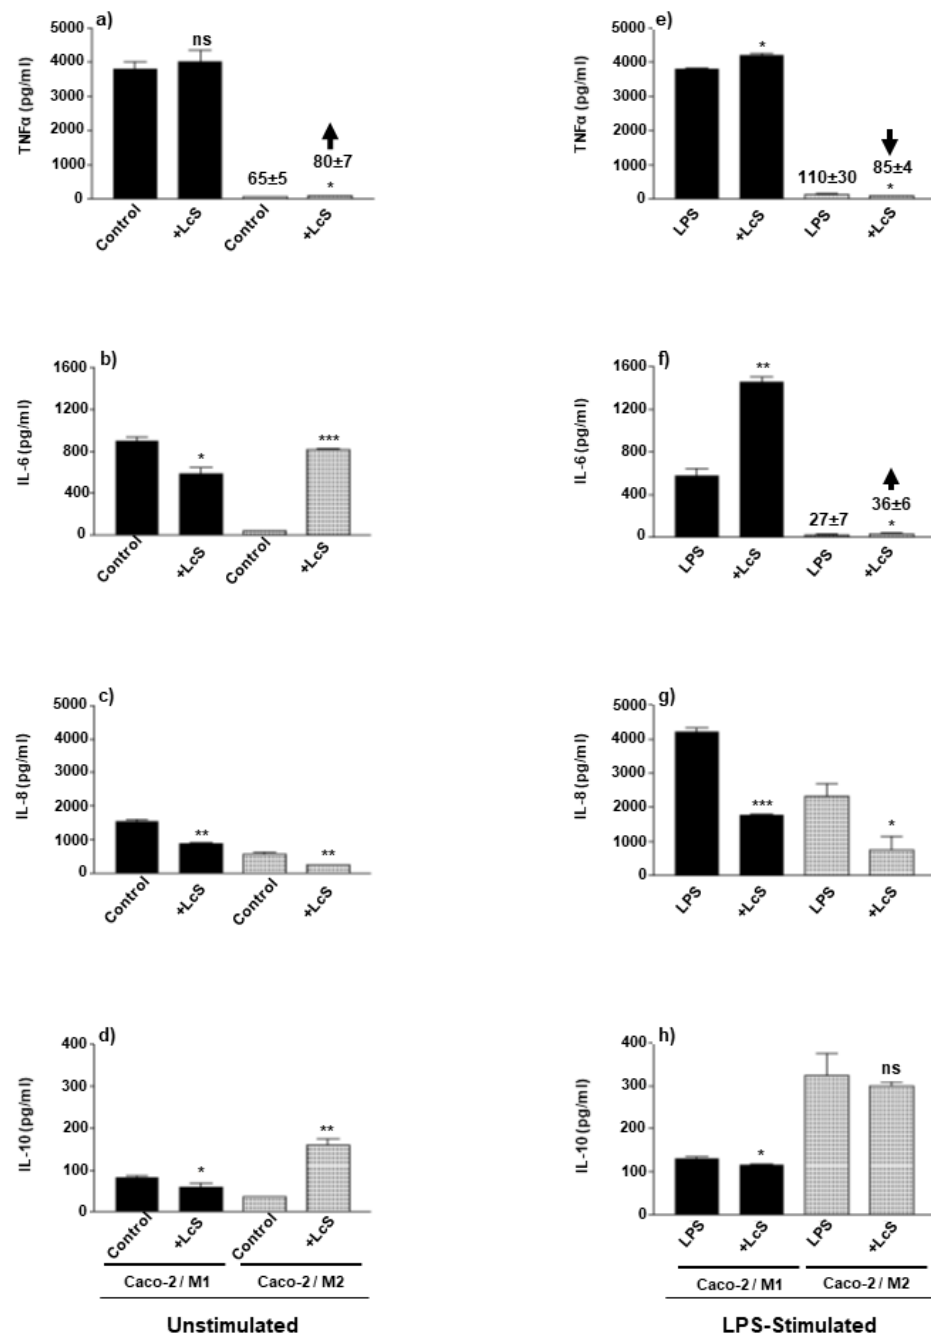 a)
TNFα (pg/ml)
5000
4000
3000
2000
1000
0
ns
65±5
80±7
*
Control
+LcS
Control
+LcS
e)
TNFα (pg/ml)
5000
4000
3000
2000
1000
0
*
110±30
85±4
*
LPS
+LcS
LPS
+LcS
b)
IL-6 (pg/ml)
1600
1200
800
400
0
*
***
Control
+LcS
Control
+LcS
f)
IL-6 (pg/ml)
1600
1200
800
400
0
**
27±7
36±6
*
LPS
+LcS
LPS
+LcS
c)
IL-8 (pg/ml)
5000
4000
3000
2000
1000
0
**
**
Control
+LcS
Control
+LcS
g)
IL-8 (pg/ml)
5000
4000
3000
2000
1000
0
***
*
LPS
+LcS
LPS
+LcS
d)
IL-10 (pg/ml)
400
300
200
100
0
*
**
Control
+LcS
Control
+LcS
Caco-2 / M1
Caco-2 / M2
Unstimulated
h)
IL-10 (pg/ml)
400
300
200
100
0
*
ns
LPS
+LcS
LPS
+LcS
Caco-2 / M1
Caco-2 / M2
LPS-Stimulated